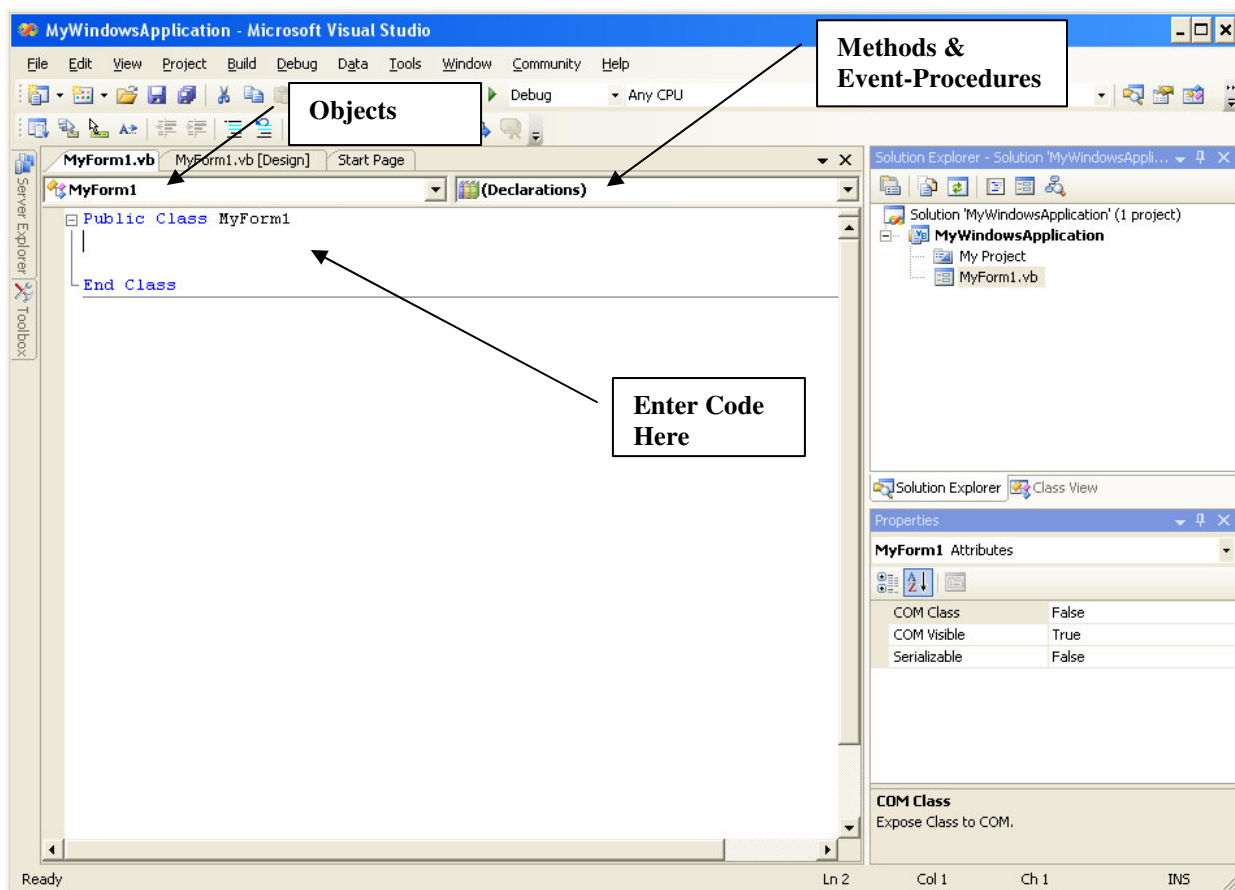 MyWindowsApplication - Microsoft Visual Studio
File Edit View Project Build Debug Data Tools Window Community Help
Methods &
Event-Procedures
Debug Any CPU
Objects
MyForm1.vb MyForm1.vb [Design] Start Page
MyForm1 (Declarations)
Public Class MyForm1
End Class
Enter Code
Here
Server Explorer
Toolbox
Solution Explorer - Solution 'MyWindowsAppli...
Solution 'MyWindowsApplication' (1 project)
MyWindowsApplication
My Project
MyForm1.vb
Solution Explorer Class View
Properties
MyForm1 Attributes
COM Class False
COM Visible True
Serializable False
COM Class
Expose Class to COM.
Ready Ln 2 Col 1 Ch 1 INS